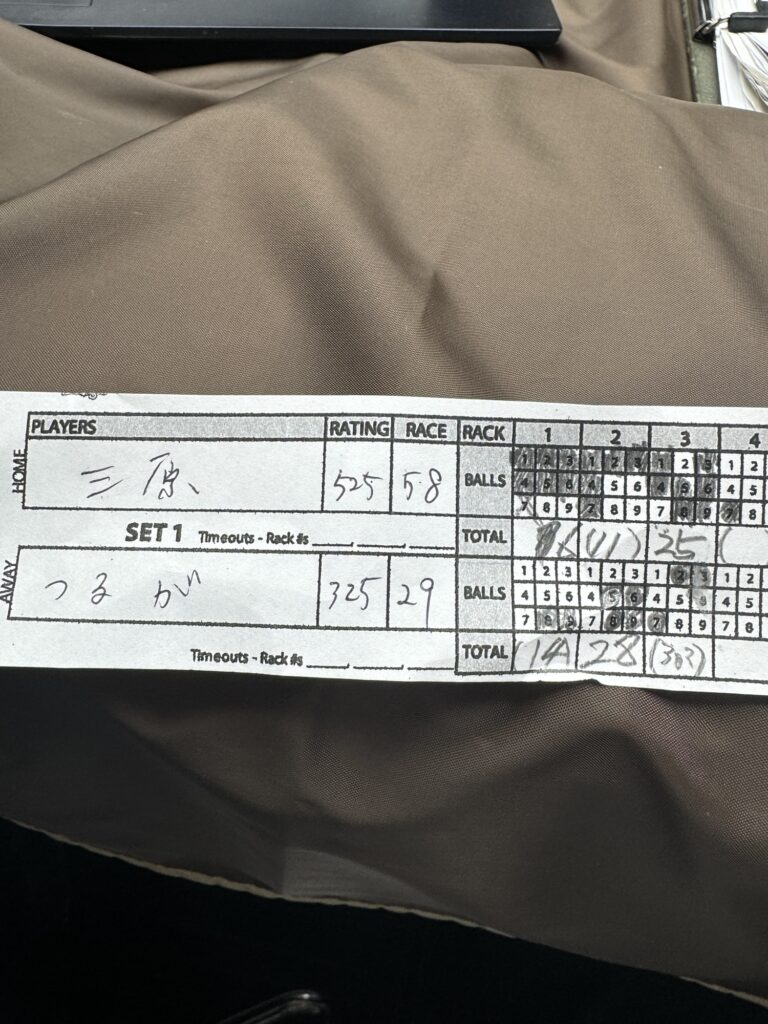 PLAYERS RATING RACE RACK 1 2 3 4
HOME 三原 525 58 BALLS
1 2 3 1 2 3 1 2 3 1 2
4 5 6 4 5 6 4 5 6 4 5
7 8 9 7 8 9 7 8 9 7 8
SET 1 Timeouts - Rack #s TOTAL (11) 25 (
AWAY つるが 325 29 BALLS
1 2 3 1 2 3 1 2 3 1 2
4 5 6 4 5 6 4 5 6 4 5
7 8 9 7 8 9 7 8 9 7 8
Timeouts - Rack #s TOTAL (14 28